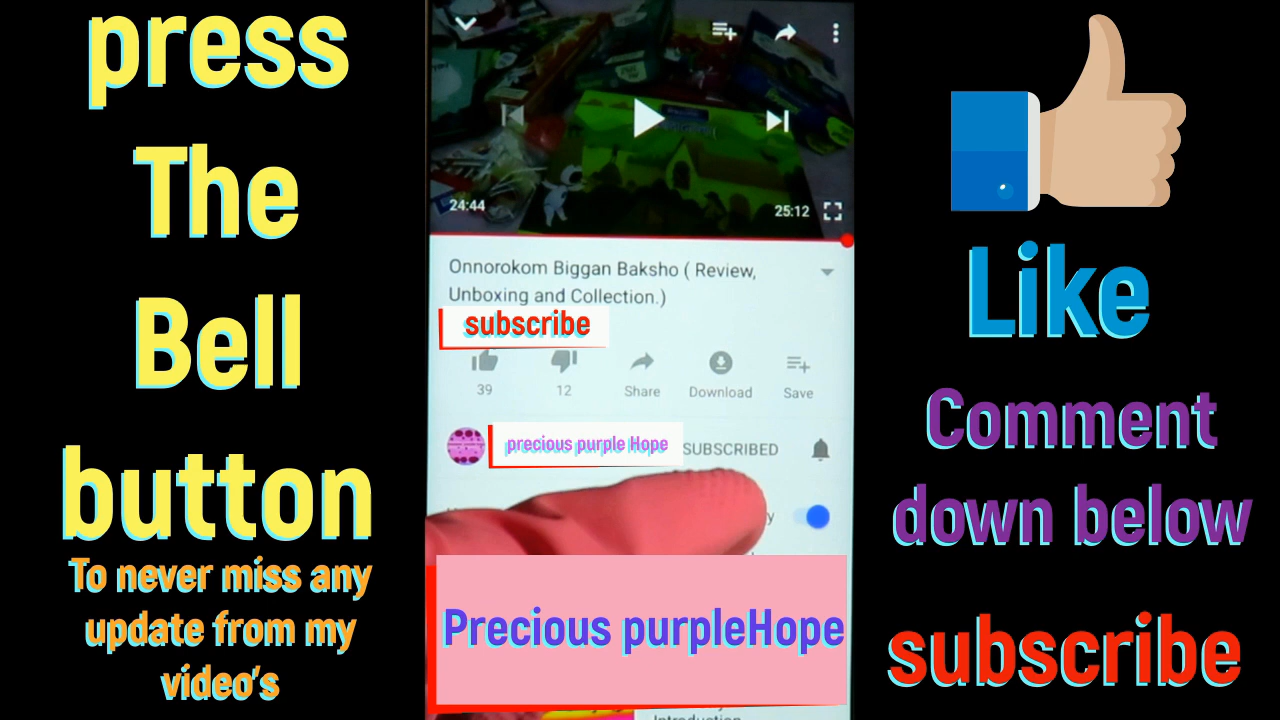 press
The
Bell
button
To never miss any
update from my
video's
24:44
25:12
Onnorokom Biggan Baksho ( Review,
Unboxing and Collection.)
subscribe
39
12
Share
Download
Save
precious purple Hope
SUBSCRIBED
Precious purpleHope
Introduction
Like
Comment
down below
subscribe